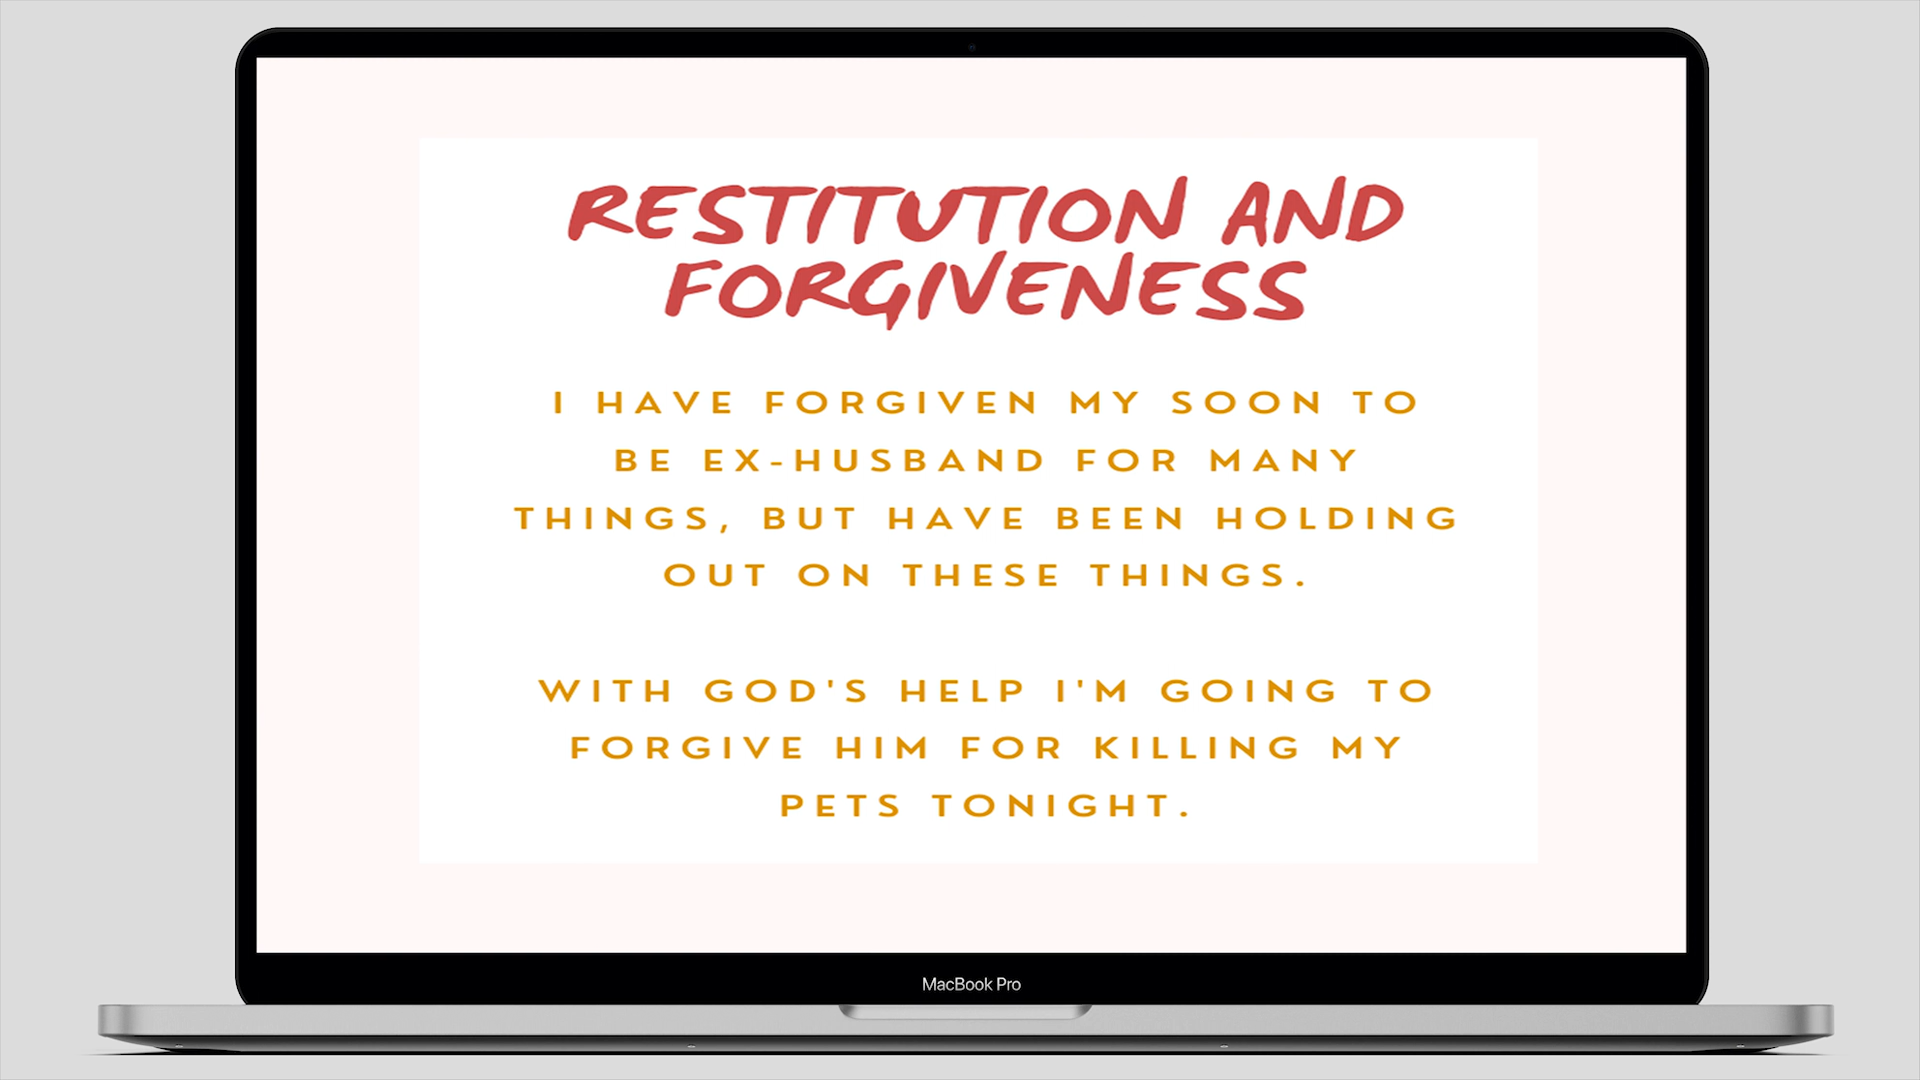 RESTITUTION AND
FORGIVENESS
I HAVE FORGIVEN MY SOON TO
BE EX-HUSBAND FOR MANY
THINGS, BUT HAVE BEEN HOLDING
OUT ON THESE THINGS.
WITH GOD'S HELP I'M GOING TO
FORGIVE HIM FOR KILLING MY
PETS TONIGHT.
MacBook Pro